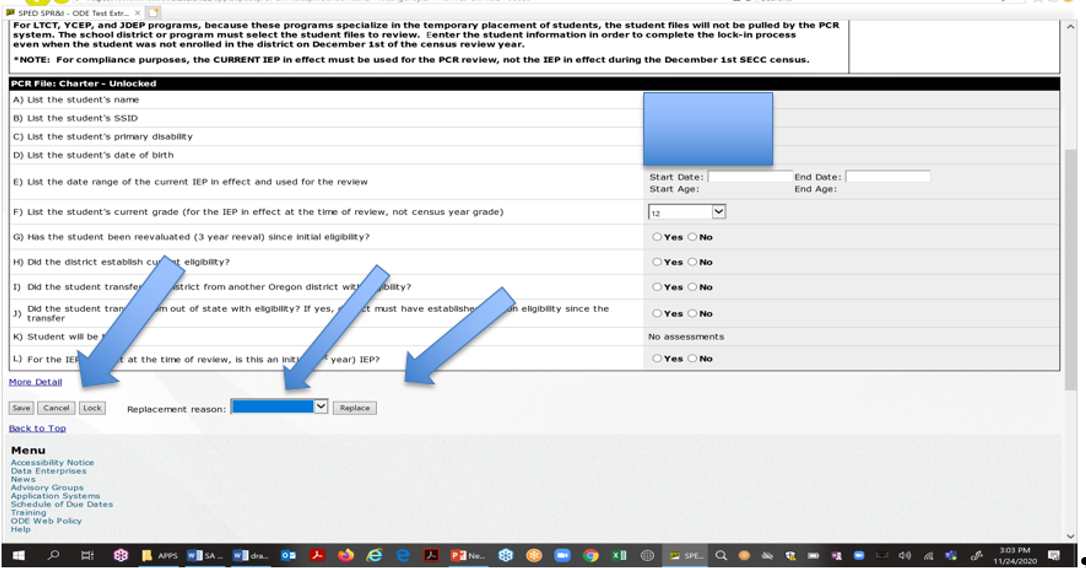 SPED SPR&I - ODE Test Extr...
For LTCT, YCEP, and JDEP programs, because these programs specialize in the temporary placement of students, the student files will not be pulled by the PCR
system. The school district or program must select the student files to review. Eenter the student information in order to complete the lock-in process
even when the student was not enrolled in the district on December 1st of the census review year.
*NOTE: For compliance purposes, the CURRENT IEP in effect must be used for the PCR review, not the IEP in effect during the December 1st SECC census.
PCR File: Charter - Unlocked
A) List the student's name
B) List the student's SSID
C) List the student's primary disability
D) List the student's date of birth
E) List the date range of the current IEP in effect and used for the review
Start Date: End Date:
Start Age: End Age:
F) List the student's current grade (for the IEP in effect at the time of review, not census year grade)
12
G) Has the student been reevaluated (3 year reeval) since initial eligibility?
Yes No
H) Did the district establish eligibility?
Yes No
I) Did the student district from another Oregon district
Yes No
J) Did the student out of state with eligibility? If yes, must have eligibility since the
transfer
Yes No
K) Student will be
No assessments
L) For the IEP at the time of review, is this an year) IEP?
Yes No
More Detail
Save Cancel Lock Replacement reason: Replace
Back to Top
Menu
Accessibility Notice
Data Enterprises
News
Advisory Groups
Application Systems
Schedule of Due Dates
Training
ODE Web Policy
Help
APPS SA ... dra... Ne... SPE...
3:03 PM
11/24/2020